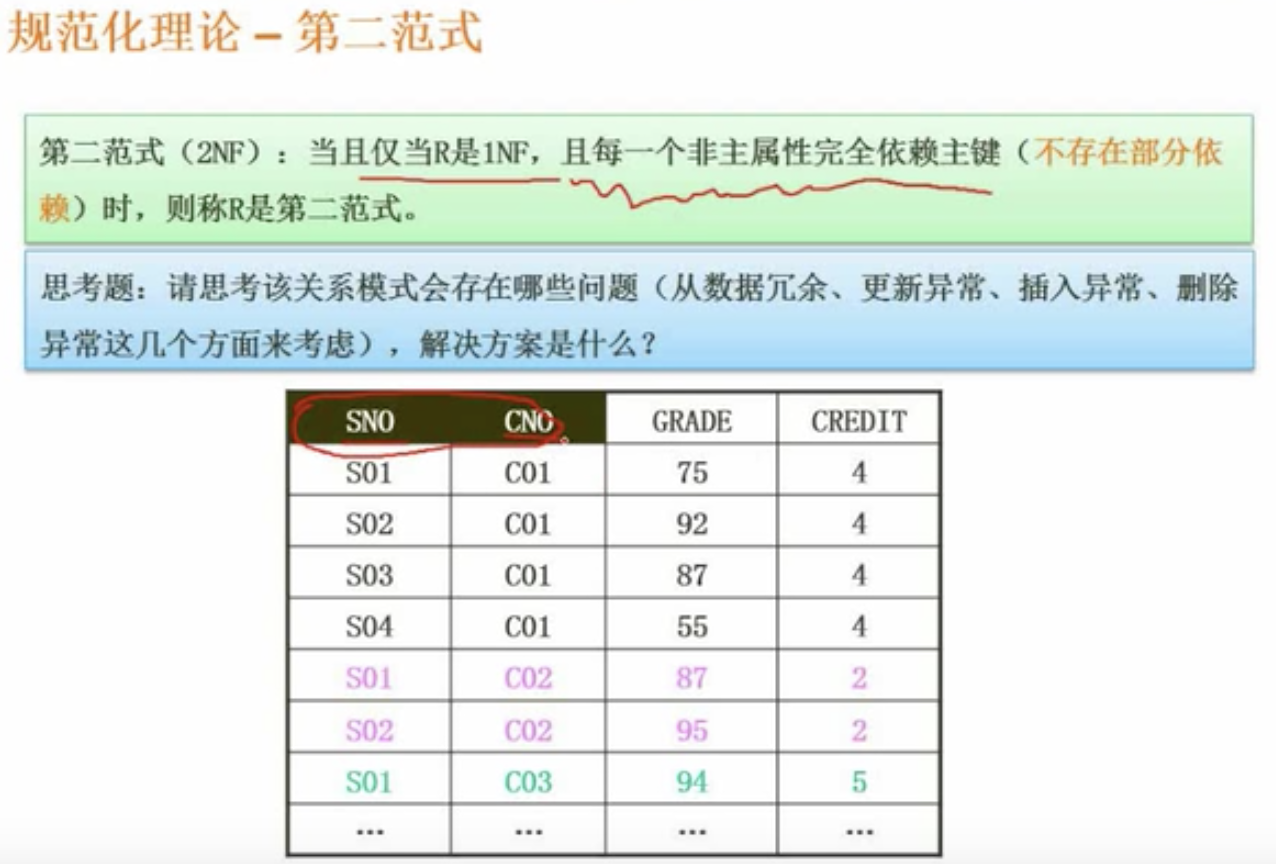 规范化理论 – 第二范式
第二范式（2NF）：当且仅当R是1NF，且每一个非主属性完全依赖主键（不存在部分依
赖）时，则称R是第二范式。
思考题：请思考该关系模式会存在哪些问题（从数据冗余、更新异常、插入异常、删除
异常这几个方面来考虑），解决方案是什么？
SNO CNO GRADE CREDIT
S01 C01 75 4
S02 C01 92 4
S03 C01 87 4
S04 C01 55 4
S01 C02 87 2
S02 C02 95 2
S01 C03 94 5
… … … …